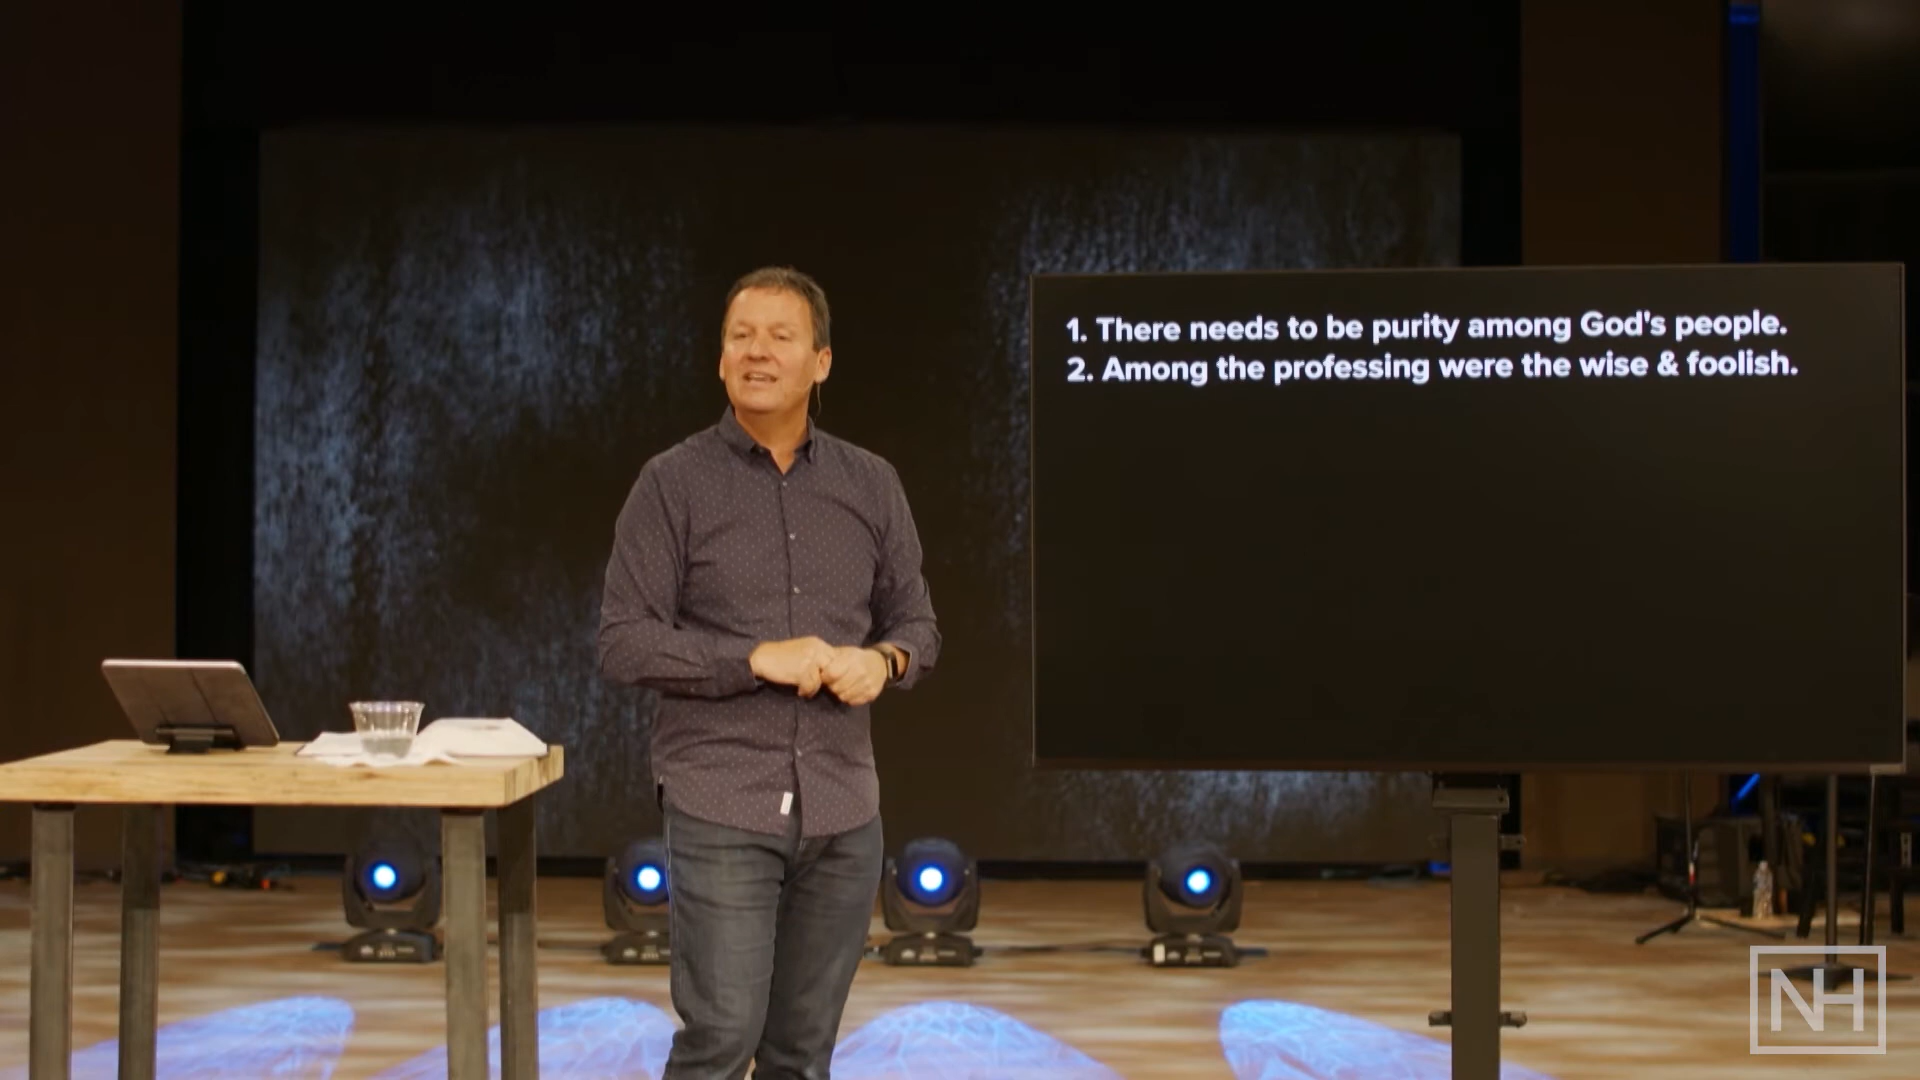 1. There needs to be purity among God's people.
2. Among the professing were the wise & foolish.
NH